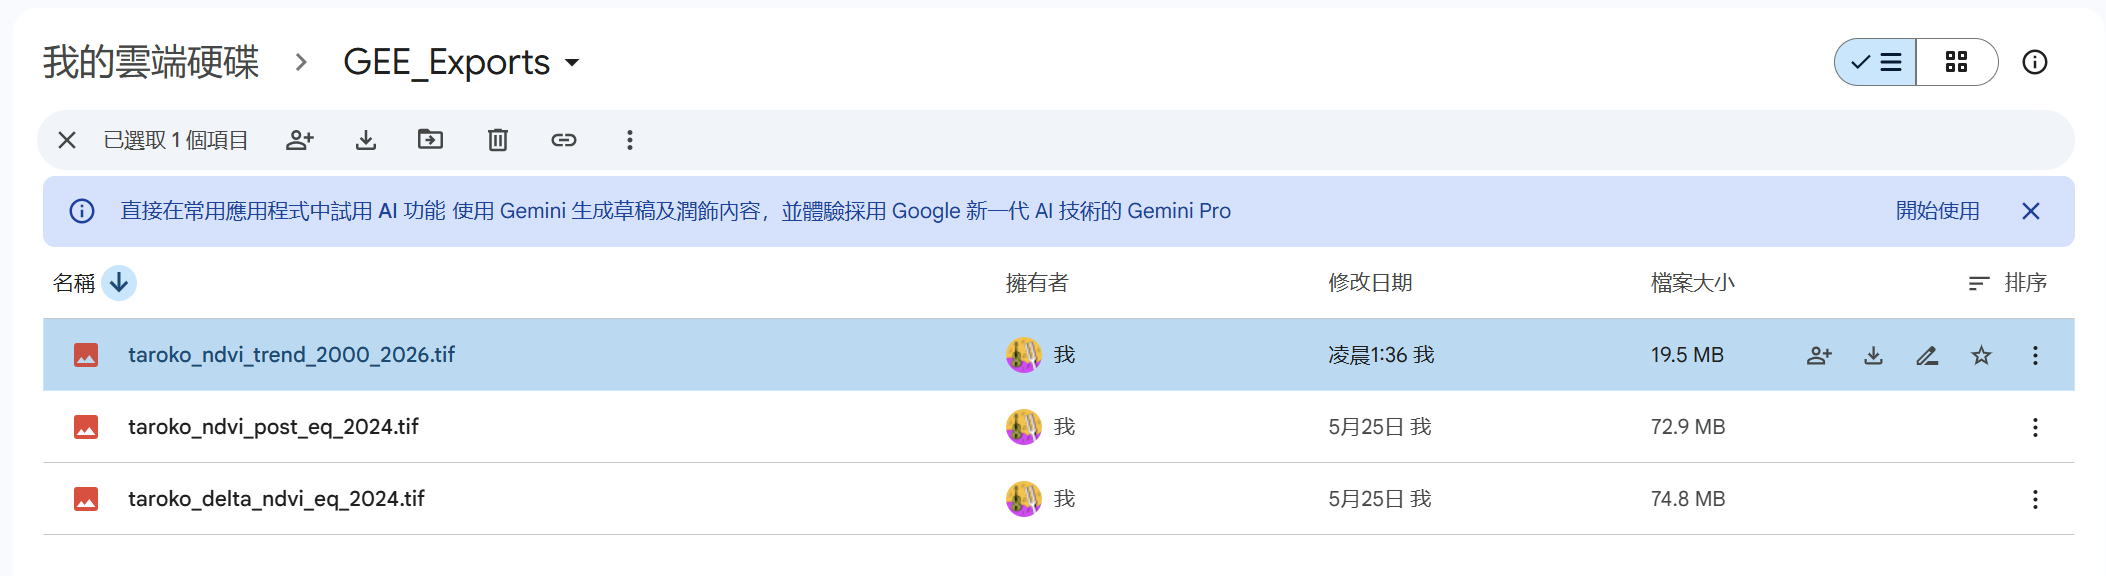 我的雲端硬碟 > GEE_Exports
已選取 1 個項目
直接在常用應用程式中試用 AI 功能 使用 Gemini 生成草稿及潤飾內容，並體驗採用 Google 新一代 AI 技術的 Gemini Pro 開始使用
名稱 擁有者 修改日期 檔案大小 排序
taroko_ndvi_trend_2000_2026.tif 我 凌晨1:36 我 19.5 MB
taroko_ndvi_post_eq_2024.tif 我 5月25日 我 72.9 MB
taroko_delta_ndvi_eq_2024.tif 我 5月25日 我 74.8 MB